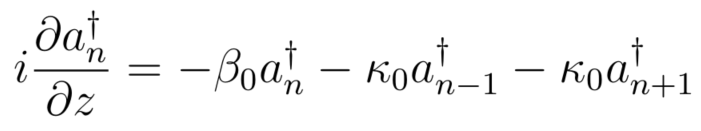 i ∂a_n^† / ∂z = −β_0 a_n^† − κ_0 a_{n−1}^† − κ_0 a_{n+1}^†